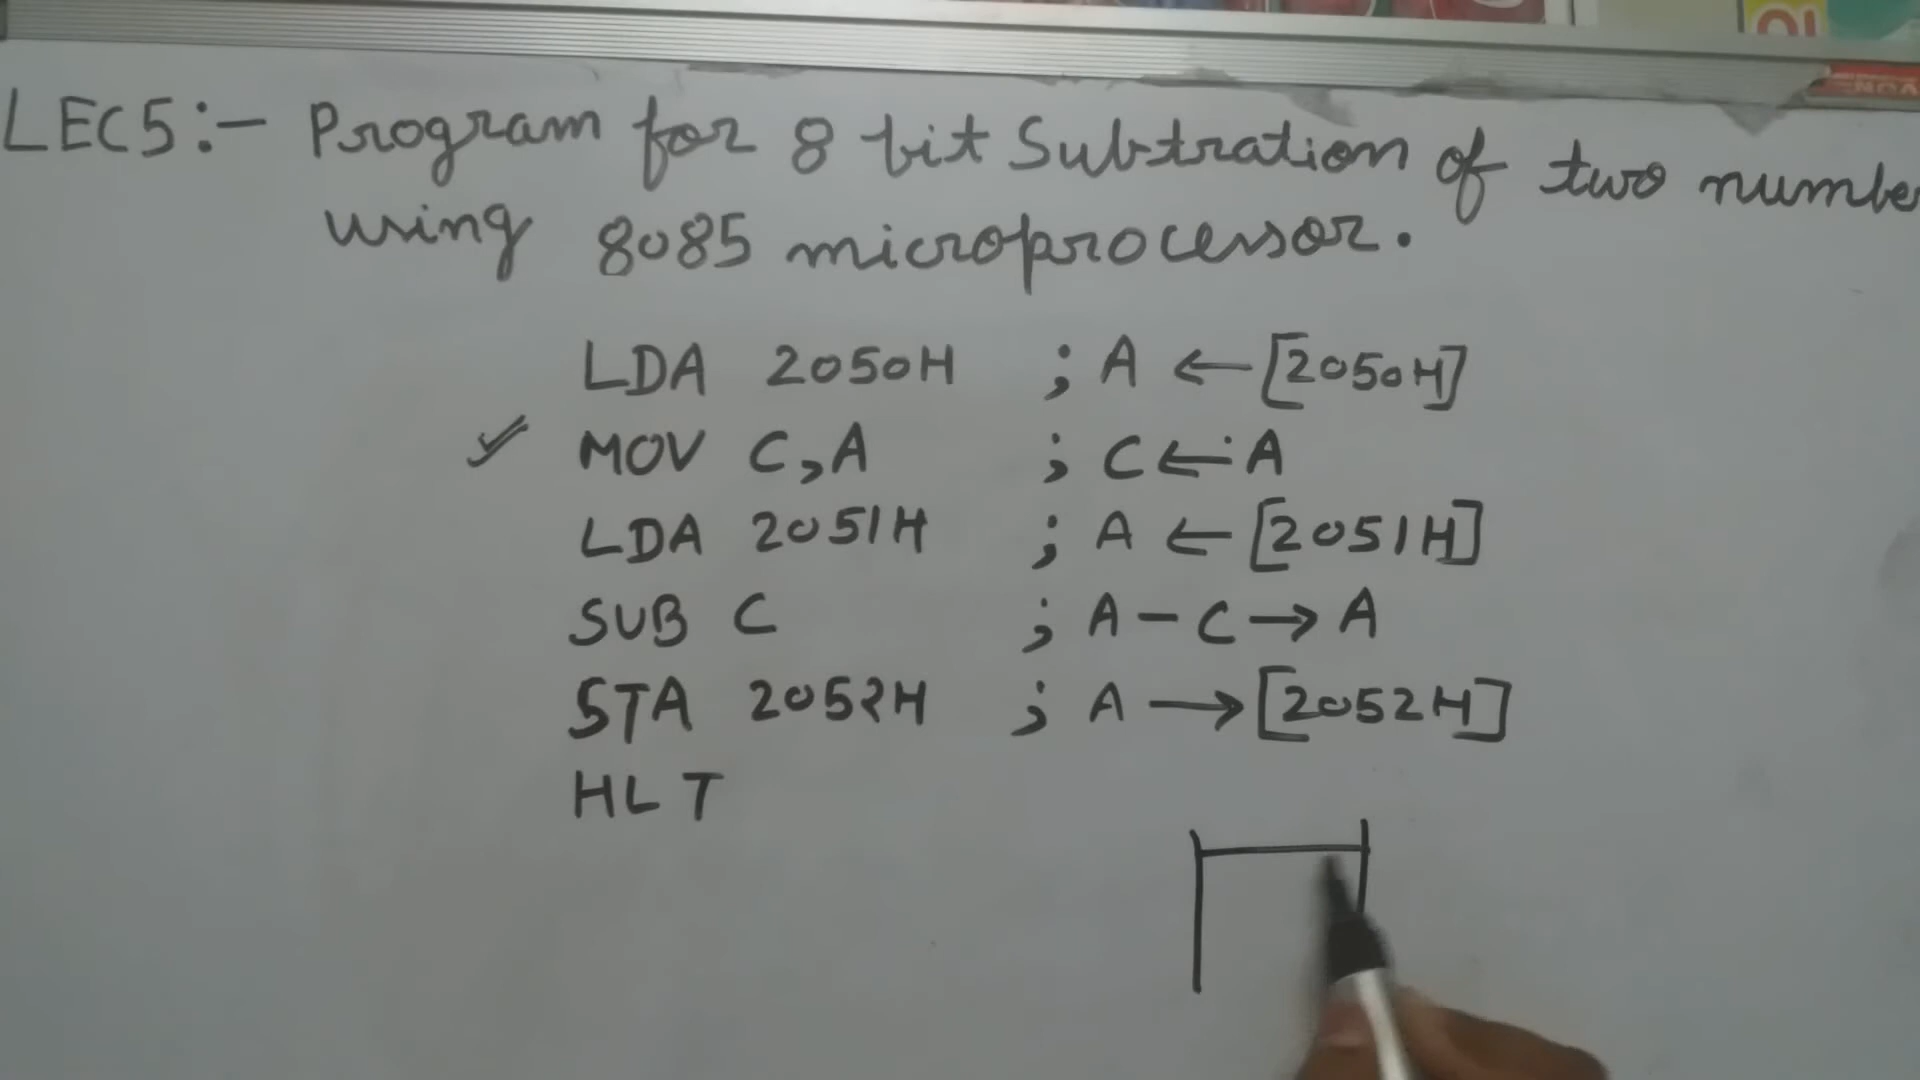 LEC5:- Program for 8 bit Subtration of two numbe
using 8085 microprocessor.
LDA 2050H ; A ← [2050H]
MOV C,A ; C ← A
LDA 2051H ; A ← [2051H]
SUB C ; A - C → A
STA 2052H ; A → [2052H]
HLT